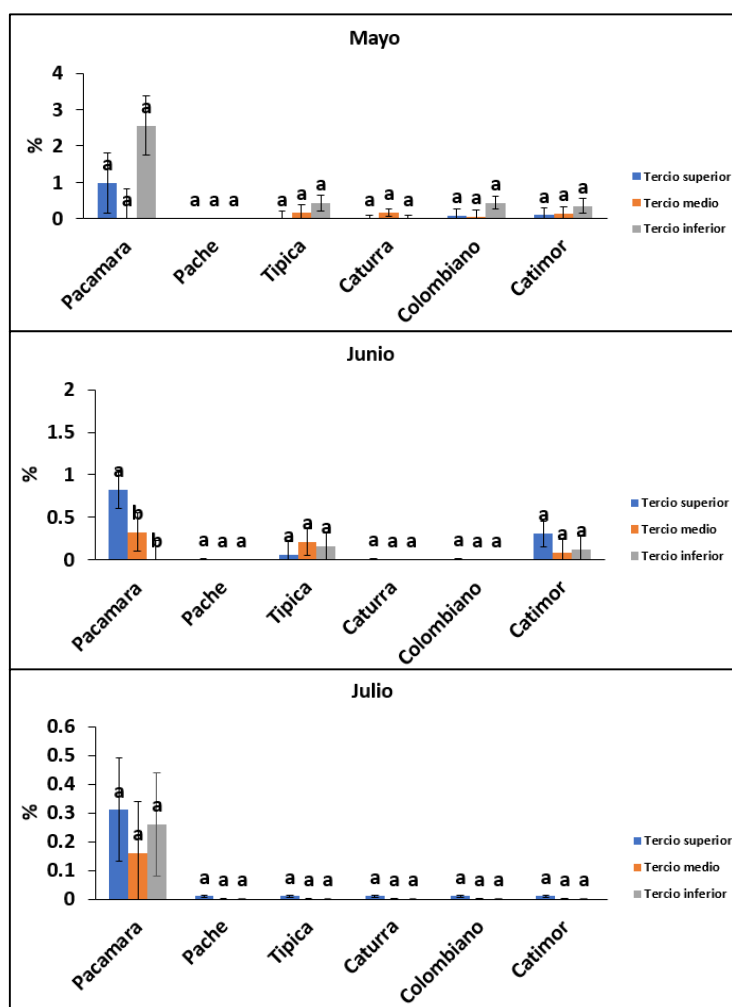 Mayo
4
3
2
1
0
%
a a a a a a a a a a a a a a a a a a
Pacamara Pache Tipica Caturra Colombiano Catimor
Tercio superior
Tercio medio
Tercio inferior
Junio
2
1.5
1
0.5
0
%
a b b a a a a a a a a a a a a a a a
Pacamara Pache Tipica Caturra Colombiano Catimor
Tercio superior
Tercio medio
Tercio inferior
Julio
0.6
0.5
0.4
0.3
0.2
0.1
0
%
a a a a a a a a a a a a a a a a a a
Pacamara Pache Tipica Caturra Colombiano Catimor
Tercio superior
Tercio medio
Tercio inferior